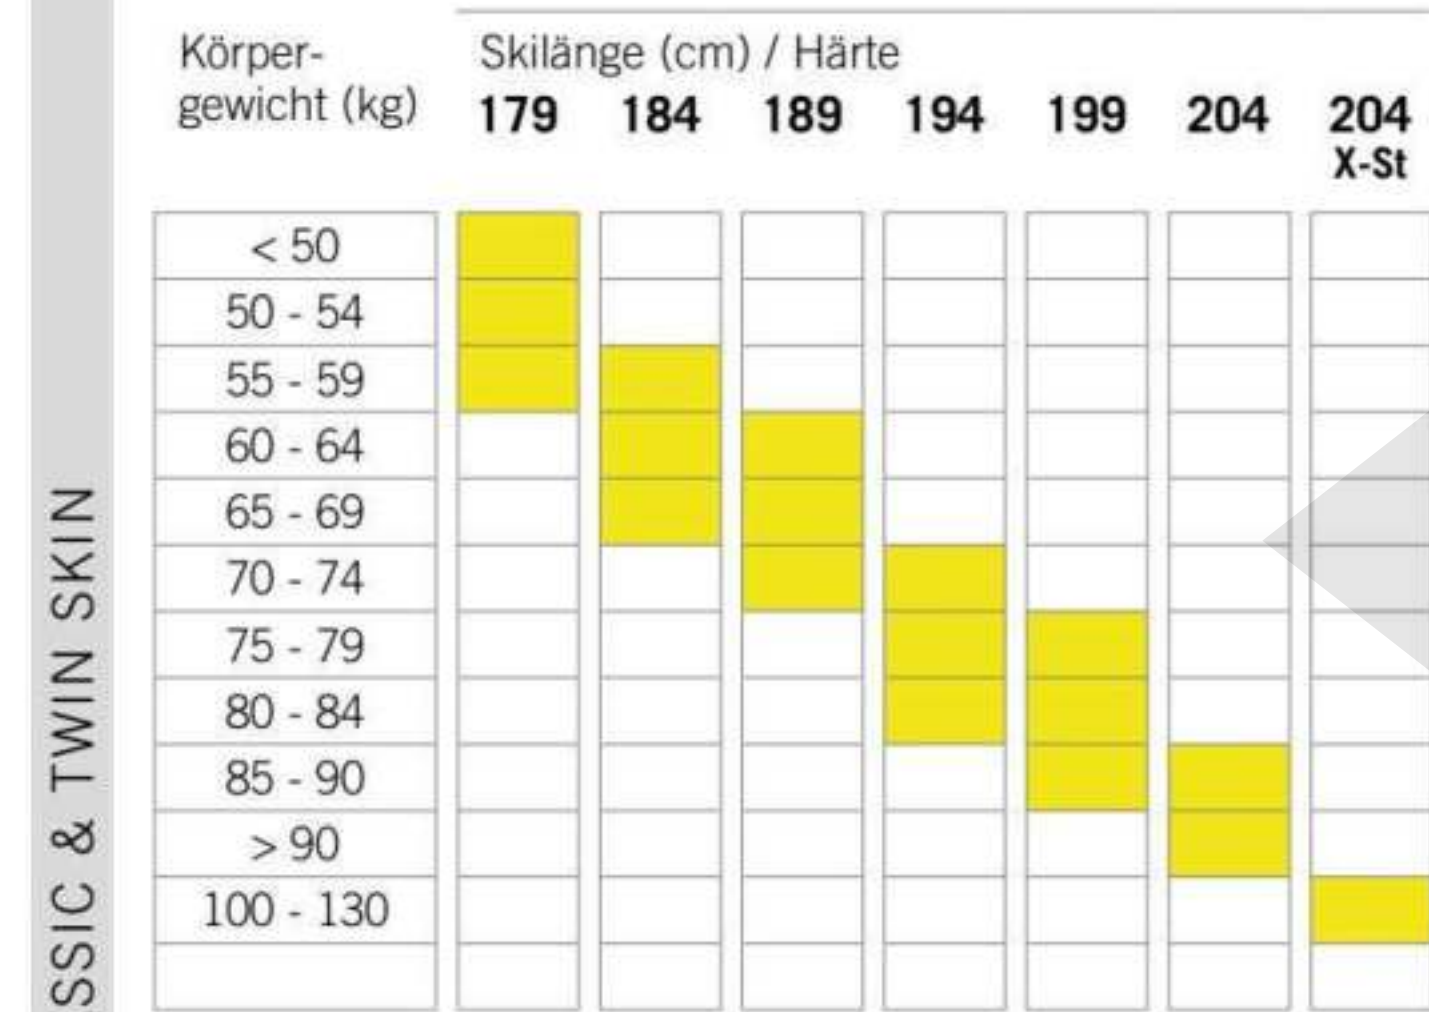 Körper-
gewicht (kg)
Skilänge (cm) / Härte
179 184 189 194 199 204 204
X-St
< 50
50 - 54
55 - 59
60 - 64
65 - 69
70 - 74
75 - 79
80 - 84
85 - 90
> 90
100 - 130
SSIC & TWIN SKIN